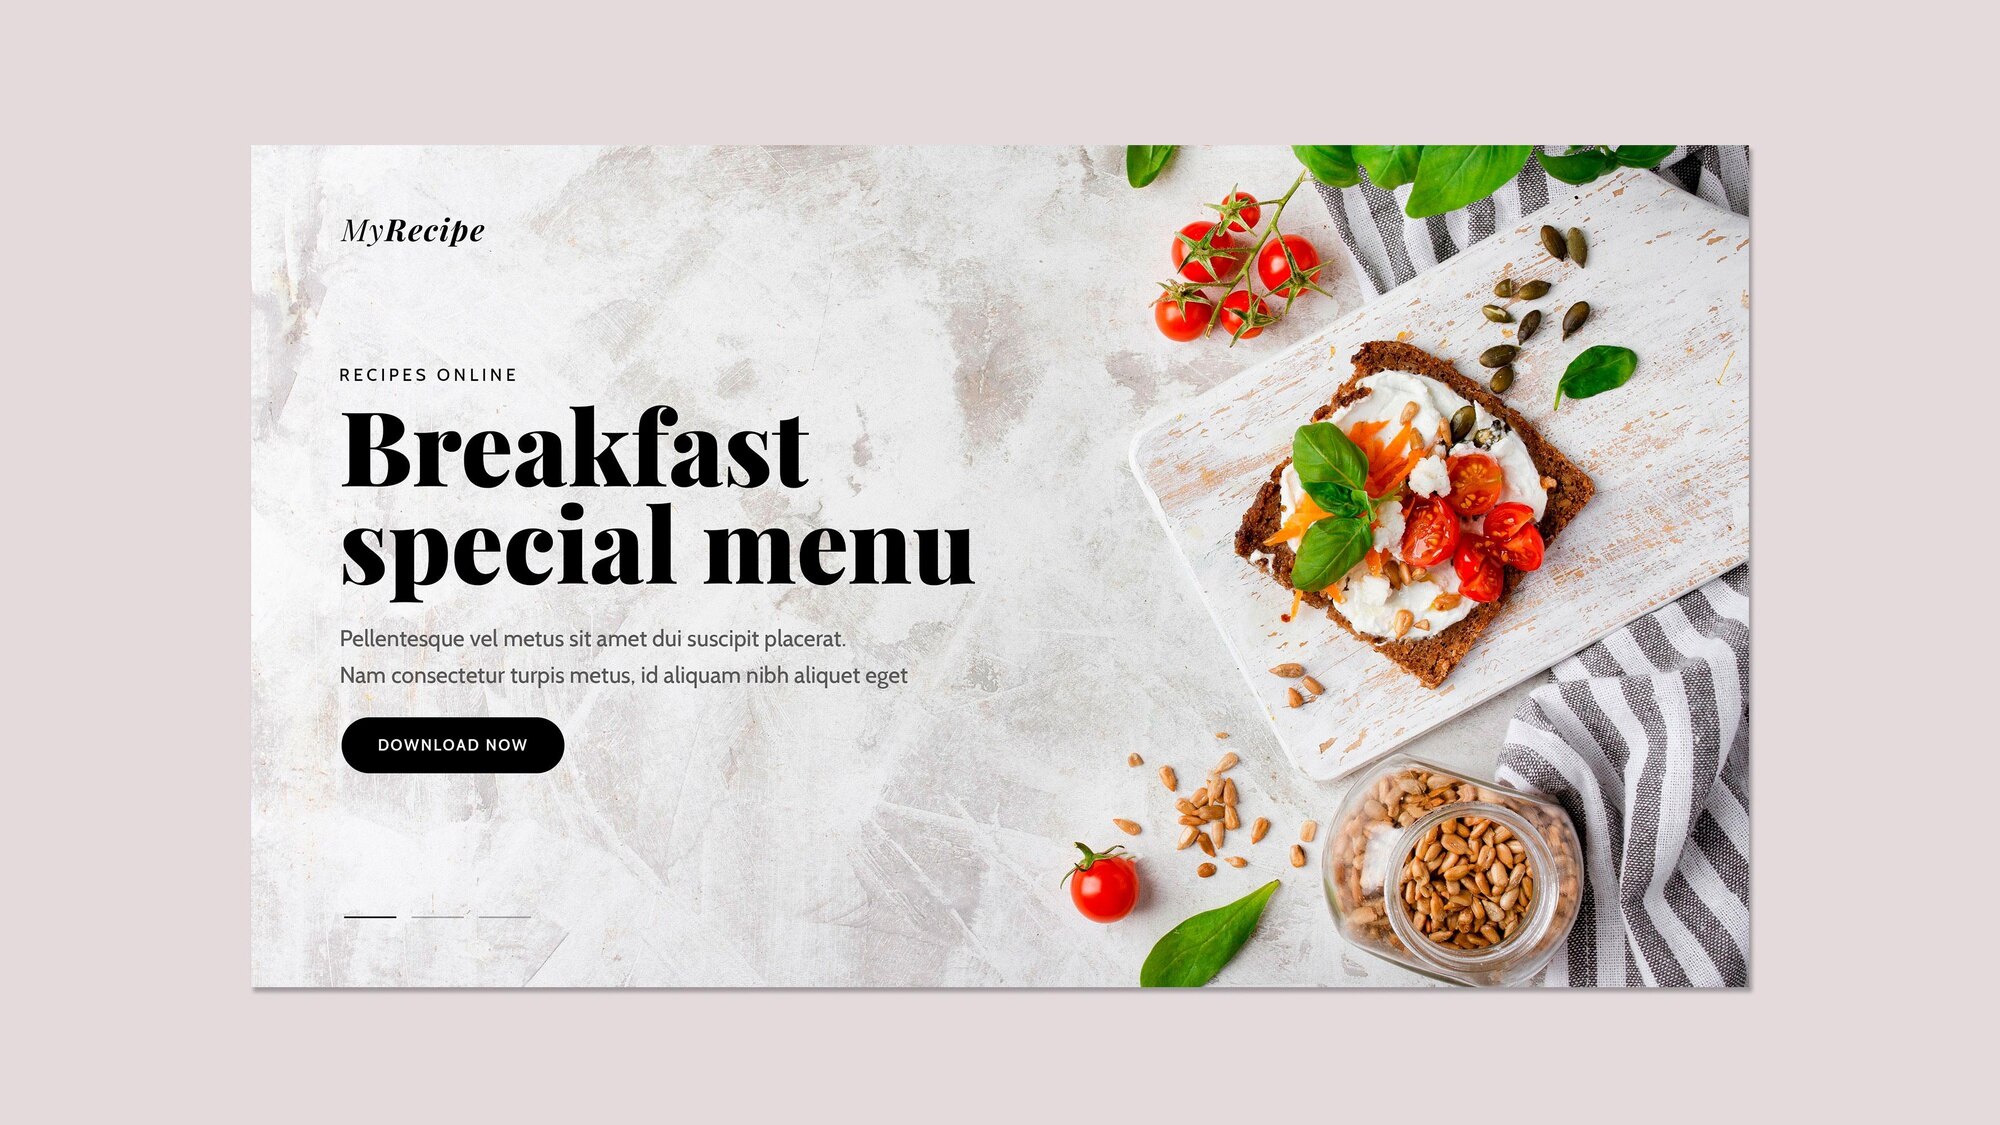 MyRecipe
RECIPES ONLINE
Breakfast
special menu
Pellentesque vel metus sit amet dui suscipit placerat.
Nam consectetur turpis metus, id aliquam nibh aliquet eget
DOWNLOAD NOW